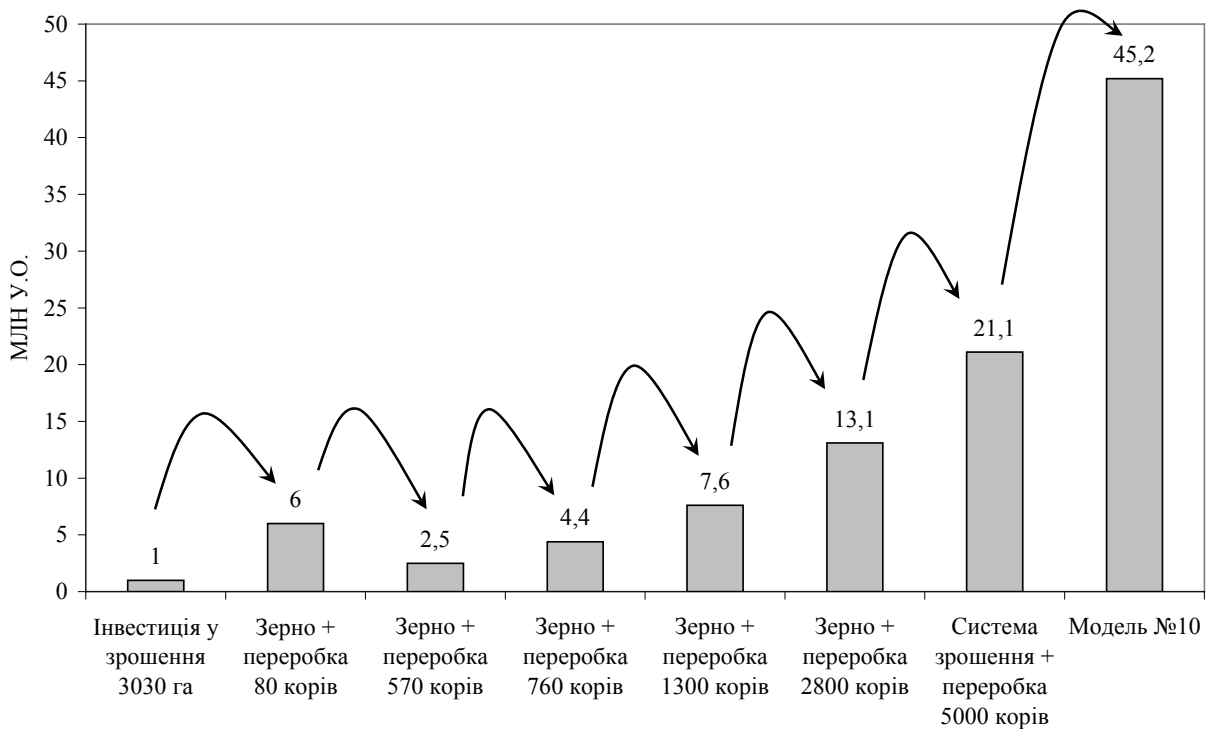 50
45
40
35
30
25
20
15
10
5
0
МЛН У.О.
1
6
2,5
4,4
7,6
13,1
21,1
45,2
Інвестиція у
зрошення
3030 га
Зерно +
переробка
80 корів
Зерно +
переробка
570 корів
Зерно +
переробка
760 корів
Зерно +
переробка
1300 корів
Зерно +
переробка
2800 корів
Система
зрошення +
переробка
5000 корів
Модель №10